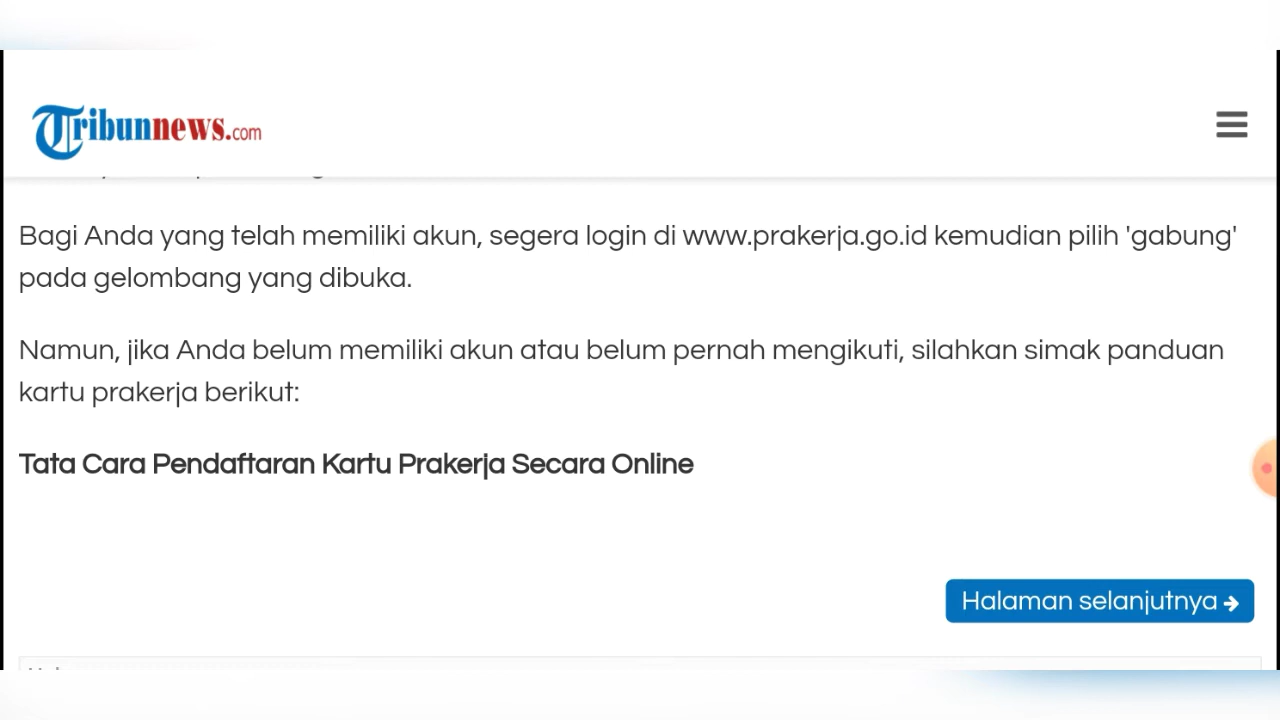 Tribunnews.com
Bagi Anda yang telah memiliki akun, segera login di www.prakerja.go.id kemudian pilih 'gabung'
pada gelombang yang dibuka.
Namun, jika Anda belum memiliki akun atau belum pernah mengikuti, silahkan simak panduan
kartu prakerja berikut:
Tata Cara Pendaftaran Kartu Prakerja Secara Online
Halaman selanjutnya →